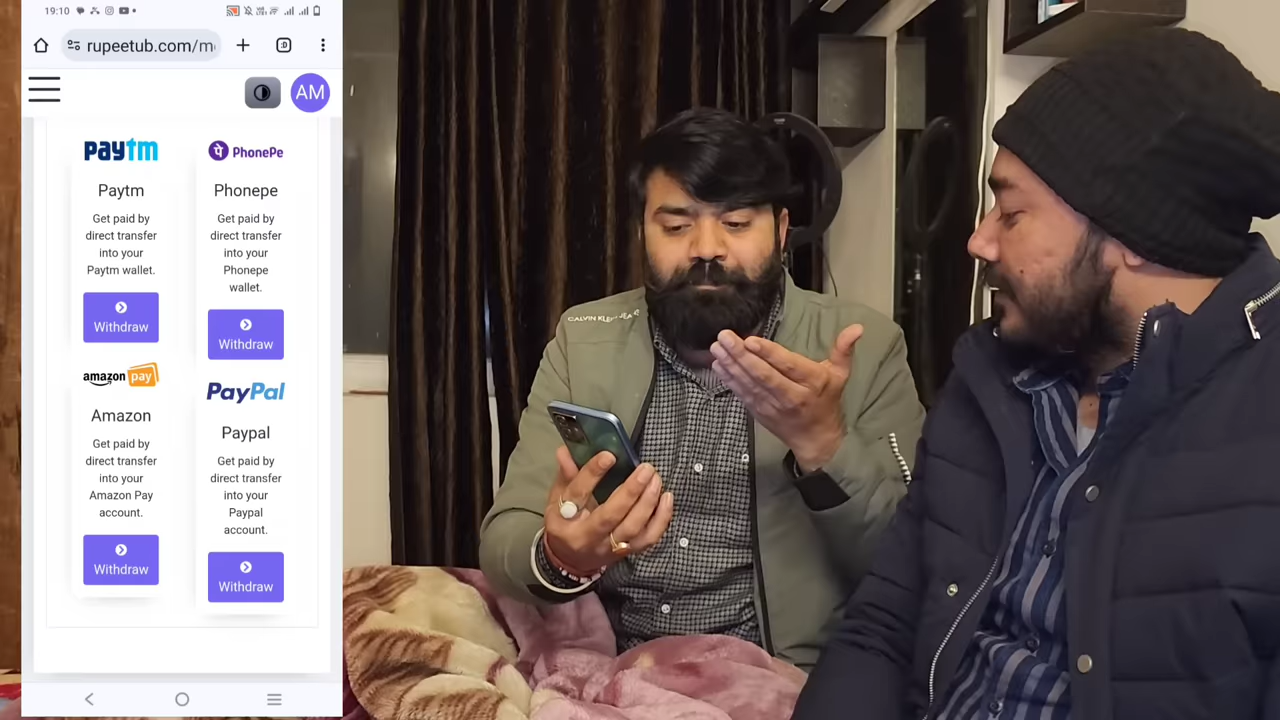 19:10
rupeetub.com/m
AM
paytm
Paytm
Get paid by
direct transfer
into your
Paytm wallet.
Withdraw
पे PhonePe
Phonepe
Get paid by
direct transfer
into your
Phonepe
wallet.
Withdraw
amazon pay
Amazon
Get paid by
direct transfer
into your
Amazon Pay
account.
Withdraw
PayPal
Paypal
Get paid by
direct transfer
into your
Paypal
account.
Withdraw
CALVIN KLEIN JEANS